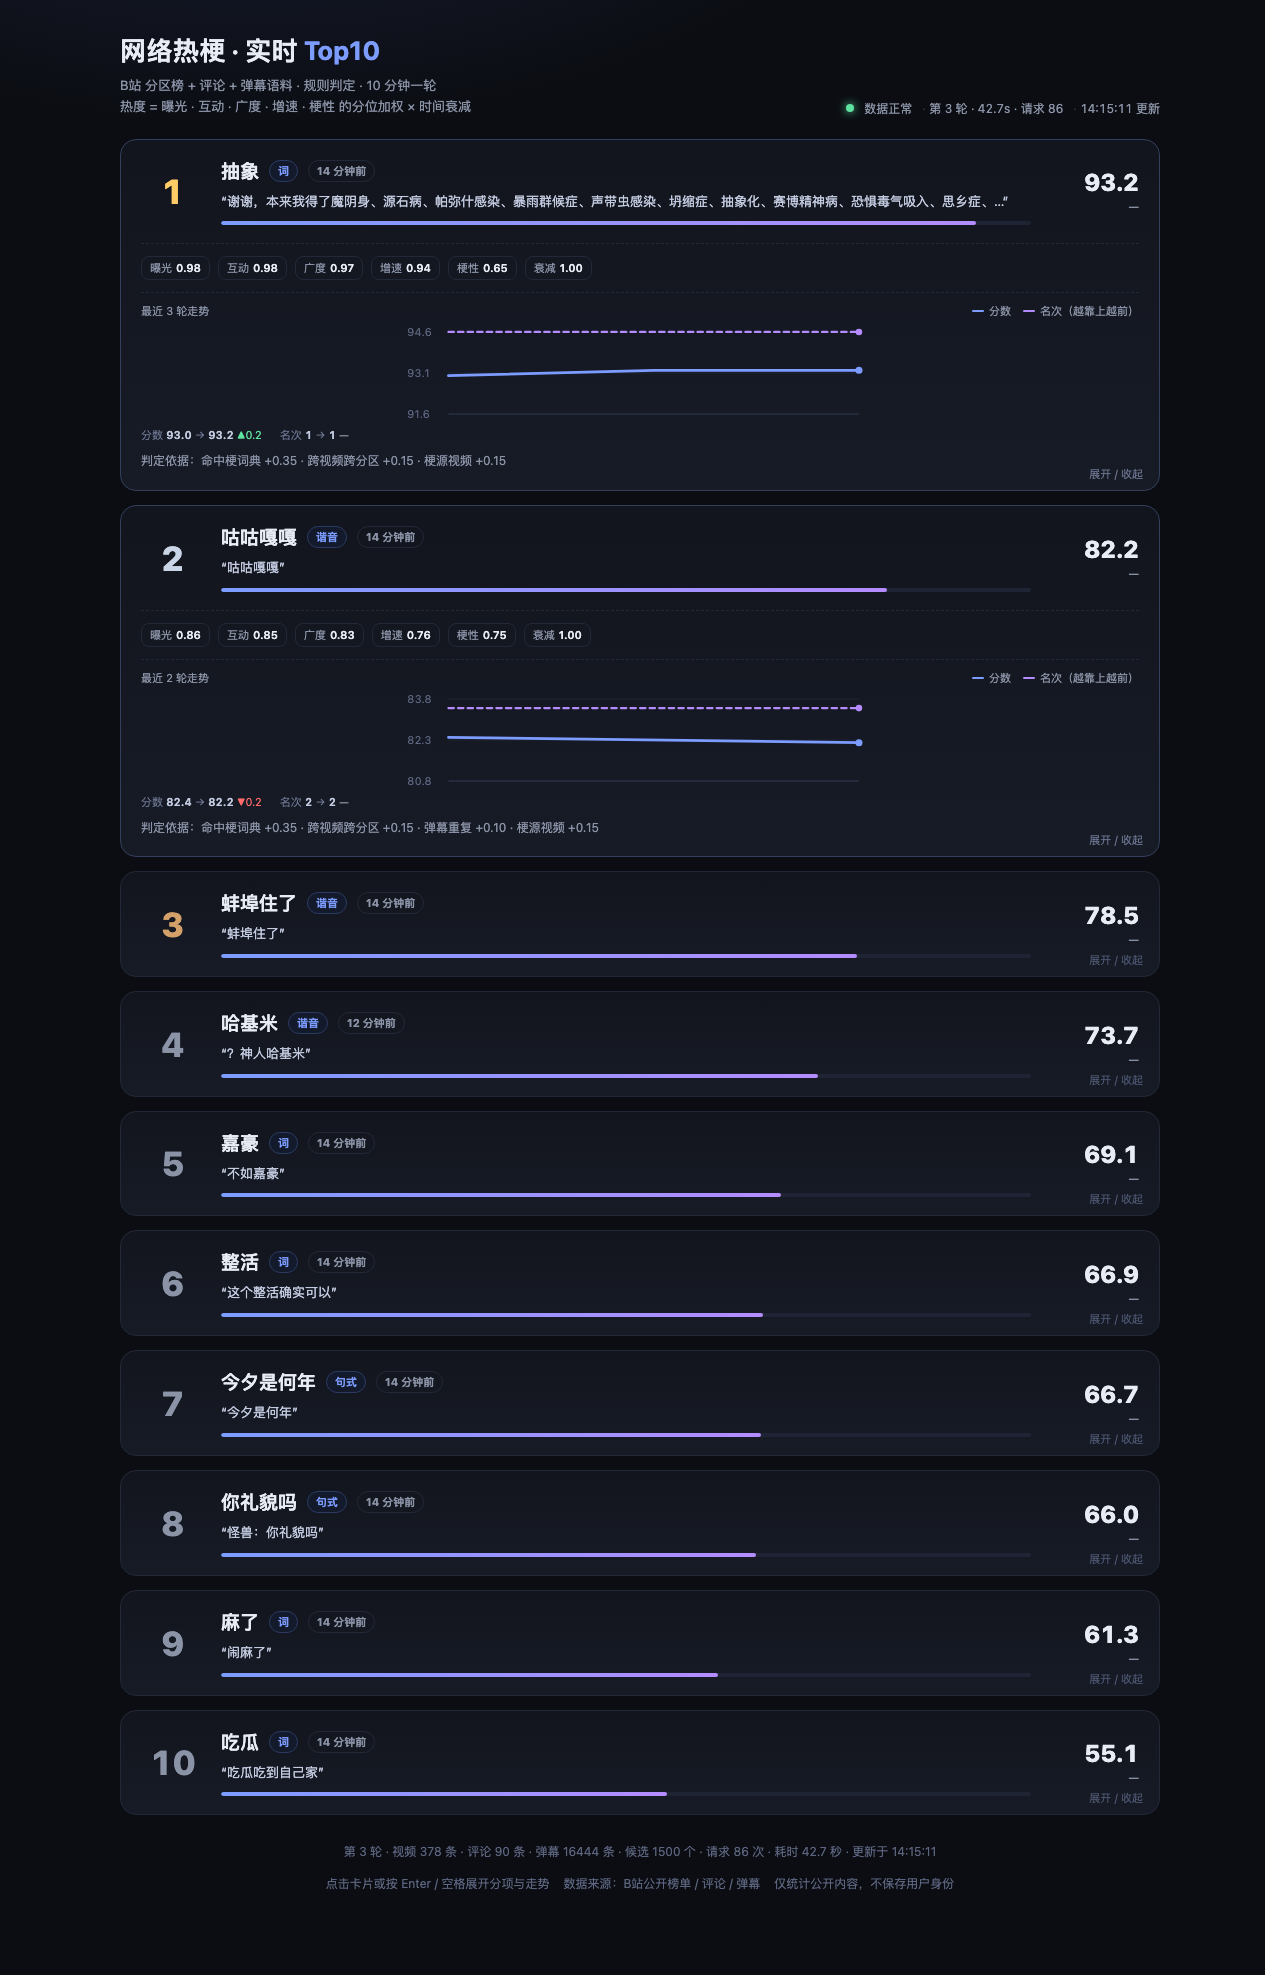 网络热梗 · 实时 Top10
B站 分区榜 + 评论 + 弹幕语料 · 规则判定 · 10 分钟一轮
热度 = 曝光 · 互动 · 广度 · 增速 · 梗性 的分位加权 × 时间衰减
数据正常 · 第 3 轮 · 42.7s · 请求 86 · 14:15:11 更新
1
抽象 词 14 分钟前
“谢谢，本来我得了魔阴身、源石病、帕弥什感染、暴雨群候症、声带虫感染、坍缩症、抽象化、赛博精神病、恐惧毒气吸入、思乡症、…”
93.2
—
曝光 0.98 互动 0.98 广度 0.97 增速 0.94 梗性 0.65 衰减 1.00
最近 3 轮走势
分数 名次（越靠上越前）
94.6
93.1
91.6
分数 93.0 → 93.2 ▲0.2 名次 1 → 1 —
判定依据：命中梗词典 +0.35 · 跨视频跨分区 +0.15 · 梗源视频 +0.15
展开 / 收起
2
咕咕嘎嘎 谐音 14 分钟前
“咕咕嘎嘎”
82.2
—
曝光 0.86 互动 0.85 广度 0.83 增速 0.76 梗性 0.75 衰减 1.00
最近 2 轮走势
分数 名次（越靠上越前）
83.8
82.3
80.8
分数 82.4 → 82.2 ▼0.2 名次 2 → 2 —
判定依据：命中梗词典 +0.35 · 跨视频跨分区 +0.15 · 弹幕重复 +0.10 · 梗源视频 +0.15
展开 / 收起
3
蚌埠住了 谐音 14 分钟前
“蚌埠住了”
78.5
—
展开 / 收起
4
哈基米 谐音 12 分钟前
“？神人哈基米”
73.7
—
展开 / 收起
5
嘉豪 词 14 分钟前
“不如嘉豪”
69.1
—
展开 / 收起
6
整活 词 14 分钟前
“这个整活确实可以”
66.9
—
展开 / 收起
7
今夕是何年 句式 14 分钟前
“今夕是何年”
66.7
—
展开 / 收起
8
你礼貌吗 句式 14 分钟前
“怪兽：你礼貌吗”
66.0
—
展开 / 收起
9
麻了 词 14 分钟前
“闹麻了”
61.3
—
展开 / 收起
10
吃瓜 词 14 分钟前
“吃瓜吃到自己家”
55.1
—
展开 / 收起
第 3 轮 · 视频 378 条 · 评论 90 条 · 弹幕 16444 条 · 候选 1500 个 · 请求 86 次 · 耗时 42.7 秒 · 更新于 14:15:11
点击卡片或按 Enter / 空格展开分项与走势 数据来源：B站公开榜单 / 评论 / 弹幕 仅统计公开内容，不保存用户身份